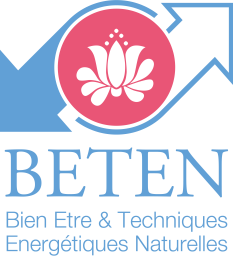 BETEN
Bien Etre & Techniques
Energétiques Naturelles